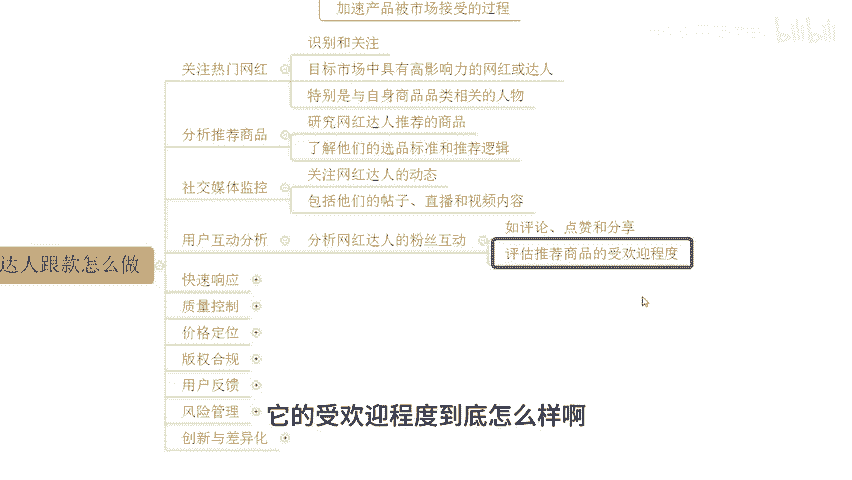 加速产品被市场接受的过程
bilibili
关注热门网红
识别和关注
目标市场中具有高影响力的网红或达人
特别是与自身商品品类相关的人物
分析推荐商品
研究网红达人推荐的商品
了解他们的选品标准和推荐逻辑
社交媒体监控
关注网红达人的动态
包括他们的帖子、直播和视频内容
用户互动分析
分析网红达人的粉丝互动
如评论、点赞和分享
评估推荐商品的受欢迎程度
达人跟款怎么做
快速响应
质量控制
价格定位
版权合规
用户反馈
风险管理
创新与差异化
它的受欢迎程度到底怎么样啊